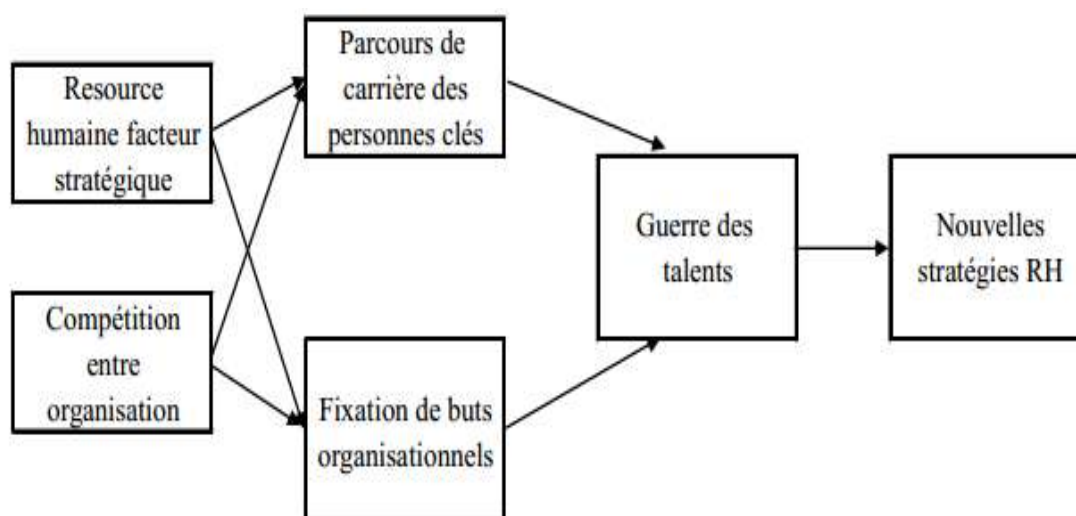 Resource
humaine facteur
stratégique
Compétition
entre
organisation
Parcours de
carrière des
personnes clés
Fixation de buts
organisationnels
Guerre des
talents
Nouvelles
stratégies RH